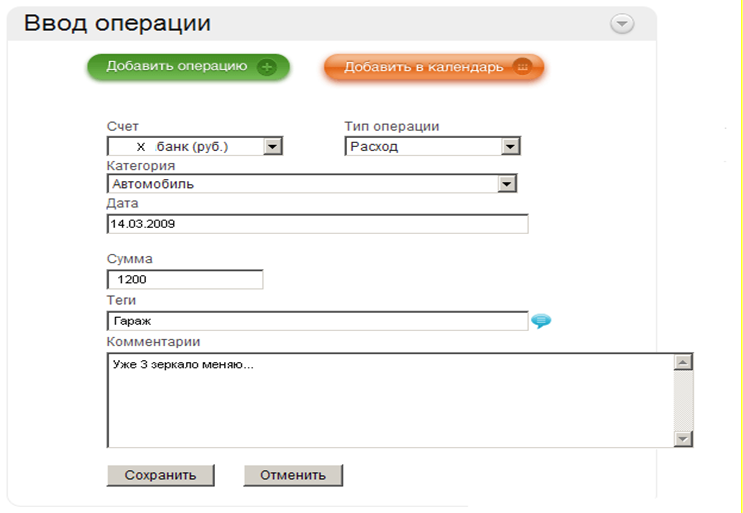 Ввод операции
Добавить операцию Добавить в календарь
Счет Тип операции
X .банк (руб.) Расход
Категория
Автомобиль
Дата
14.03.2009
Сумма
1200
Теги
Гараж
Комментарии
Уже 3 зеркало меняю...
Сохранить Отменить